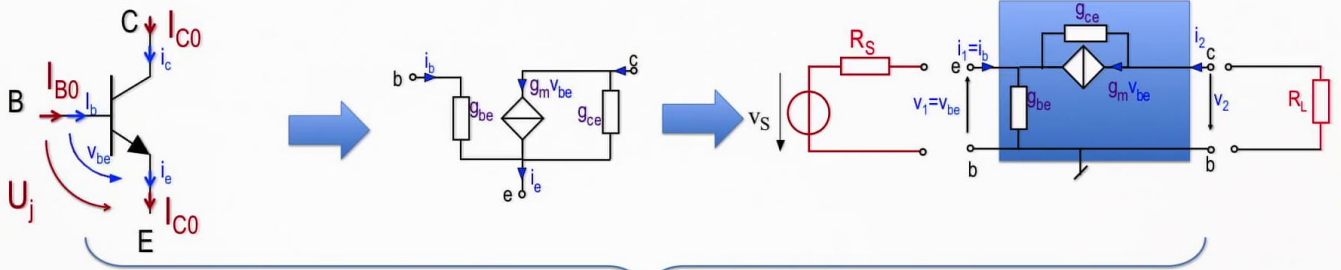 C
I_C0
i_c
I_B0
B
I_b
v_be
i_e
U_j
I_C0
E
i_b
b
c
g_be
g_m v_be
g_ce
i_e
e
R_S
v_S
g_ce
i_1=i_b
i_2
e
c
v_1=v_be
g_be
g_m v_be
v_2
R_L
b
b